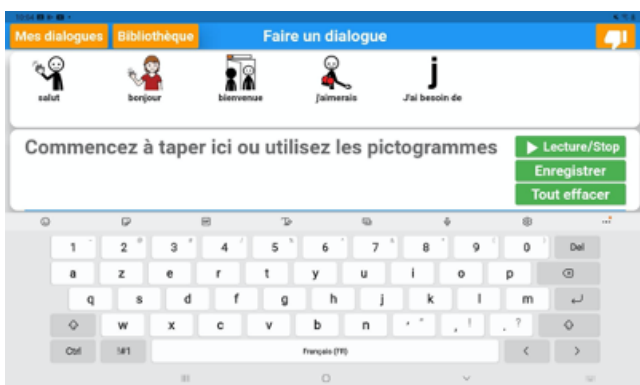 10:04
Mes dialogues Bibliothèque Faire un dialogue
salut bonjour bienvenue j'aimerais J'ai besoin de
Commencez à taper ici ou utilisez les pictogrammes
Lecture/Stop
Enregistrer
Tout effacer
1 2 3 4 5 6 7 8 9 0 Del
a z e r t y u i o p
q s d f g h j k l m
w x c v b n ' , ! . ?
Ctrl !#1 Français (FR) < >